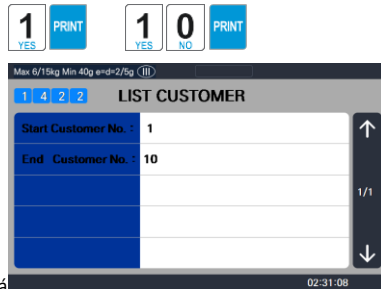 1 YES PRINT 1 YES 0 NO PRINT
Max 6/15kg Min 40g e=d=2/5g III
1 4 2 2 LIST CUSTOMER
Start Customer No. : 1
End Customer No. : 10
1/1
02:31:08
á